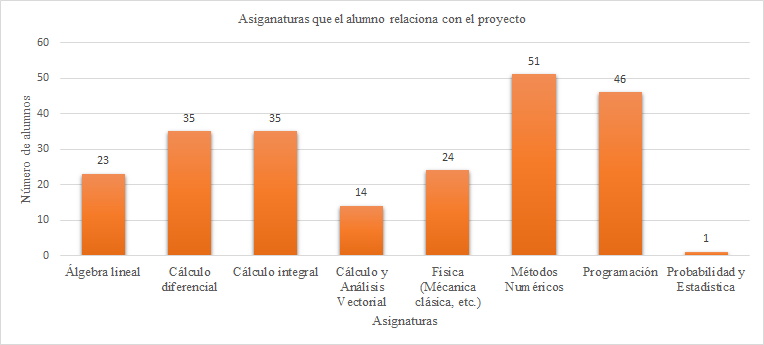 Asiganaturas que el alumno relaciona con el proyecto
60
50
40
30
20
10
0
Número de alumnos
23
35
35
14
24
51
46
1
Álgebra lineal
Cálculo
diferencial
Cálculo integral
Cálculo y
Análisis
Vectorial
Física
(Mécanica
clásica, etc.)
Métodos
Numéricos
Programación
Probabilidad y
Estadística
Asignaturas